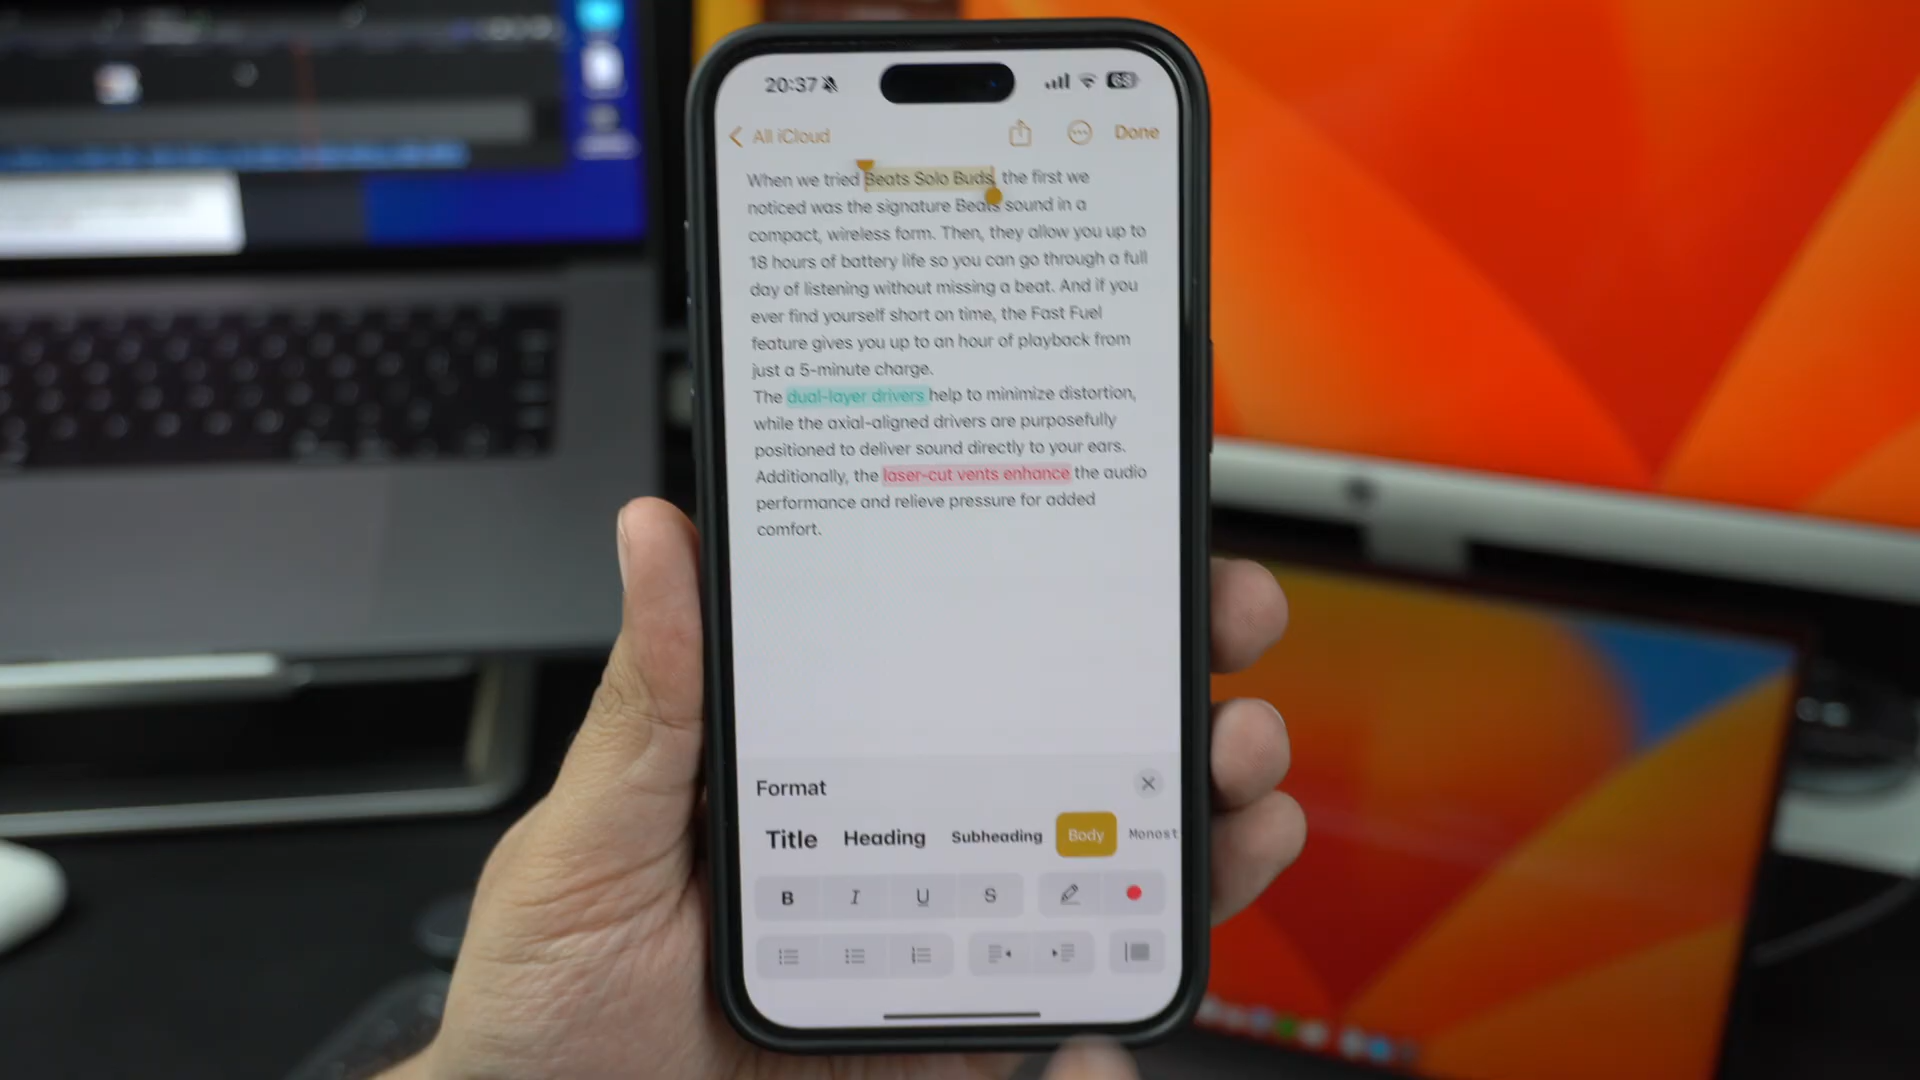 20:37
68
All iCloud
Done
When we tried Beats Solo Buds, the first we
noticed was the signature Beats sound in a
compact, wireless form. Then, they allow you up to
18 hours of battery life so you can go through a full
day of listening without missing a beat. And if you
ever find yourself short on time, the Fast Fuel
feature gives you up to an hour of playback from
just a 5-minute charge.
The dual-layer drivers help to minimize distortion,
while the axial-aligned drivers are purposefully
positioned to deliver sound directly to your ears.
Additionally, the laser-cut vents enhance the audio
performance and relieve pressure for added
comfort.
Format
Title Heading Subheading Body Monost
B I U S